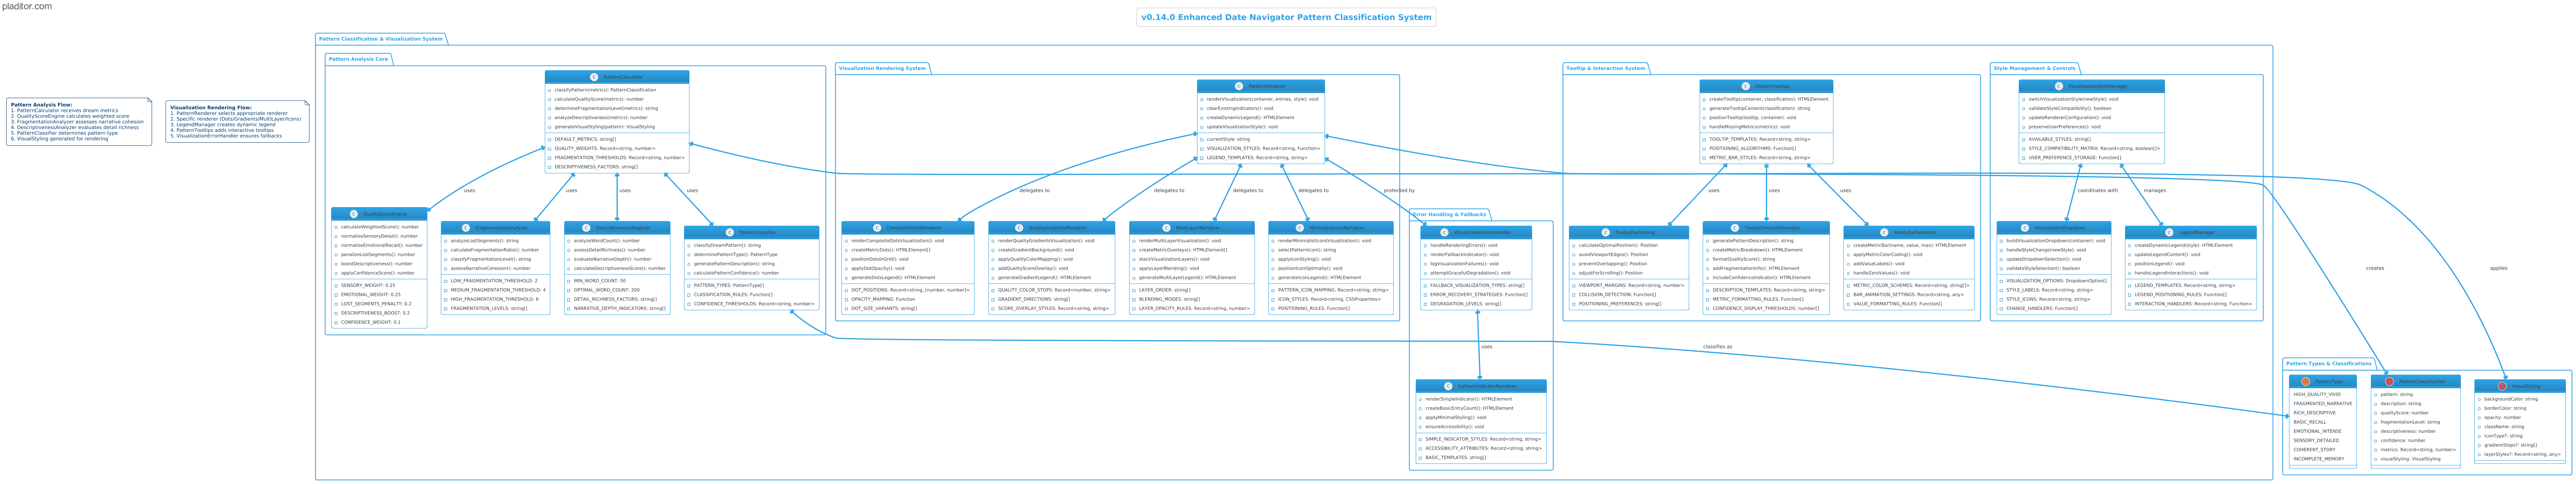 pladitor.com
v0.14.0 Enhanced Date Navigator Pattern Classification System
Pattern Classification & Visualization System
Pattern Analysis Flow:
1. PatternCalculator receives dream metrics
2. QualityScoreEngine calculates weighted score
3. FragmentationAnalyzer assesses narrative cohesion
4. DescriptivenessAnalyzer evaluates detail richness
5. PatternClassifier determines pattern type
6. VisualStyling generated for rendering
Visualization Rendering Flow:
1. PatternRenderer selects appropriate renderer
2. Specific renderer (Dots/Gradients/MultiLayer/Icons)
3. LegendManager creates dynamic legend
4. PatternTooltips adds interactive tooltips
5. VisualizationErrorHandler ensures fallbacks
Pattern Analysis Core
C PatternCalculator
classifyPattern(metrics): PatternClassification
calculateQualityScore(metrics): number
determineFragmentationLevel(metrics): string
analyzeDescriptiveness(metrics): number
generateVisualStyling(pattern): VisualStyling
DEFAULT_METRICS: string[]
QUALITY_WEIGHTS: Record<string, number>
FRAGMENTATION_THRESHOLDS: Record<string, number>
DESCRIPTIVENESS_FACTORS: string[]
uses
uses
uses
uses
C QualityScoreEngine
calculateWeightedScore(): number
normalizeSensoryDetail(): number
normalizeEmotionalRecall(): number
penalizeLostSegments(): number
boostDescriptiveness(): number
applyConfidenceScore(): number
SENSORY_WEIGHT: 0.25
EMOTIONAL_WEIGHT: 0.25
LOST_SEGMENTS_PENALTY: 0.2
DESCRIPTIVENESS_BOOST: 0.2
CONFIDENCE_WEIGHT: 0.1
C FragmentationAnalyzer
analyzeLostSegments(): string
calculateFragmentationRatio(): number
classifyFragmentationLevel(): string
assessNarrativeCohesion(): number
LOW_FRAGMENTATION_THRESHOLD: 2
MEDIUM_FRAGMENTATION_THRESHOLD: 4
HIGH_FRAGMENTATION_THRESHOLD: 6
FRAGMENTATION_LEVELS: string[]
C DescriptivenessAnalyzer
analyzeWordCount(): number
assessDetailRichness(): number
evaluateNarrativeDepth(): number
calculateDescriptivenessScore(): number
MIN_WORD_COUNT: 50
OPTIMAL_WORD_COUNT: 200
DETAIL_RICHNESS_FACTORS: string[]
NARRATIVE_DEPTH_INDICATORS: string[]
C PatternClassifier
classifyDreamPattern(): string
determinePatternType(): PatternType
generatePatternDescription(): string
calculatePatternConfidence(): number
PATTERN_TYPES: PatternType[]
CLASSIFICATION_RULES: Function[]
CONFIDENCE_THRESHOLDS: Record<string, number>
Visualization Rendering System
C PatternRenderer
renderVisualization(container, entries, style): void
clearExistingIndicators(): void
createDynamicLegend(): HTMLElement
updateVisualizationStyle(): void
currentStyle: string
VISUALIZATION_STYLES: Record<string, Function>
LEGEND_TEMPLATES: Record<string, string>
delegates to
delegates to
delegates to
delegates to
protected by
C CompositeDotsRenderer
renderCompositeDotsVisualization(): void
createMetricDots(): HTMLElement[]
positionDotsInGrid(): void
applyDotOpacity(): void
generateDotsLegend(): HTMLElement
DOT_POSITIONS: Record<string, [number, number]>
OPACITY_MAPPING: Function
DOT_SIZE_VARIANTS: string[]
C QualityGradientsRenderer
renderQualityGradientsVisualization(): void
createGradientBackground(): void
applyQualityColorMapping(): void
addQualityScoreOverlay(): void
generateGradientLegend(): HTMLElement
QUALITY_COLOR_STOPS: Record<number, string>
GRADIENT_DIRECTIONS: string[]
SCORE_OVERLAY_STYLES: Record<string, string>
C MultiLayerRenderer
renderMultiLayerVisualization(): void
createMetricOverlays(): HTMLElement[]
stackVisualizationLayers(): void
applyLayerBlending(): void
generateMultiLayerLegend(): HTMLElement
LAYER_ORDER: string[]
BLENDING_MODES: string[]
LAYER_OPACITY_RULES: Record<string, number>
C MinimalistIconsRenderer
renderMinimalistIconsVisualization(): void
selectPatternIcon(): string
applyIconStyling(): void
positionIconOptimally(): void
generateIconLegend(): HTMLElement
PATTERN_ICON_MAPPING: Record<string, string>
ICON_STYLES: Record<string, CSSProperties>
POSITIONING_RULES: Function[]
Error Handling & Fallbacks
C VisualizationErrorHandler
handleRenderingErrors(): void
renderFallbackIndicator(): void
logVisualizationFailures(): void
attemptGracefulDegradation(): void
FALLBACK_VISUALIZATION_TYPES: string[]
ERROR_RECOVERY_STRATEGIES: Function[]
DEGRADATION_LEVELS: string[]
uses
C FallbackIndicatorRenderer
renderSimpleIndicator(): HTMLElement
createBasicEntryCount(): HTMLElement
applyMinimalStyling(): void
ensureAccessibility(): void
SIMPLE_INDICATOR_STYLES: Record<string, string>
ACCESSIBILITY_ATTRIBUTES: Record<string, string>
BASIC_TEMPLATES: string[]
Tooltip & Interaction System
C PatternTooltip
createTooltip(container, classification): HTMLElement
generateTooltipContent(classification): string
positionTooltip(tooltip, container): void
handleMissingMetrics(metrics): void
TOOLTIP_TEMPLATES: Record<string, string>
POSITIONING_ALGORITHMS: Function[]
METRIC_BAR_STYLES: Record<string, string>
uses
uses
uses
C TooltipPositioning
calculateOptimalPosition(): Position
avoidViewportEdges(): Position
preventOverlapping(): Position
adjustForScrolling(): Position
VIEWPORT_MARGINS: Record<string, number>
COLLISION_DETECTION: Function[]
POSITIONING_PREFERENCES: string[]
C TooltipContentGenerator
generatePatternDescription(): string
createMetricBreakdown(): HTMLElement
formatQualityScore(): string
addFragmentationInfo(): HTMLElement
includeConfidenceIndicator(): HTMLElement
DESCRIPTION_TEMPLATES: Record<string, string>
METRIC_FORMATTING_RULES: Function[]
CONFIDENCE_DISPLAY_THRESHOLDS: number[]
C MetricBarRenderer
createMetricBar(name, value, max): HTMLElement
applyMetricColorCoding(): void
addValueLabels(): void
handleZeroValues(): void
METRIC_COLOR_SCHEMES: Record<string, string[]>
BAR_ANIMATION_SETTINGS: Record<string, any>
VALUE_FORMATTING_RULES: Function[]
Style Management & Controls
C VisualizationStyleManager
switchVisualizationStyle(newStyle): void
validateStyleCompatibility(): boolean
updateRendererConfiguration(): void
preserveUserPreferences(): void
AVAILABLE_STYLES: string[]
STYLE_COMPATIBILITY_MATRIX: Record<string, boolean[]>
USER_PREFERENCE_STORAGE: Function[]
coordinates with
manages
C VisualizationDropdown
buildVisualizationDropdown(container): void
handleStyleChange(newStyle): void
updateDropdownSelection(): void
validateStyleSelection(): boolean
VISUALIZATION_OPTIONS: DropdownOption[]
STYLE_LABELS: Record<string, string>
STYLE_ICONS: Record<string, string>
CHANGE_HANDLERS: Function[]
C LegendManager
createDynamicLegend(style): HTMLElement
updateLegendContent(): void
positionLegend(): void
handleLegendInteractions(): void
LEGEND_TEMPLATES: Record<string, string>
LEGEND_POSITIONING_RULES: Function[]
INTERACTION_HANDLERS: Record<string, Function>
creates
applies
classifies as
Pattern Types & Classifications
PatternType
HIGH_QUALITY_VIVID
FRAGMENTED_NARRATIVE
RICH_DESCRIPTIVE
BASIC_RECALL
EMOTIONAL_INTENSE
SENSORY_DETAILED
COHERENT_STORY
INCOMPLETE_MEMORY
PatternClassification
pattern: string
description: string
qualityScore: number
fragmentationLevel: string
descriptiveness: number
confidence: number
metrics: Record<string, number>
visualStyling: VisualStyling
VisualStyling
backgroundColor: string
borderColor: string
opacity: number
className: string
iconType?: string
gradientStops?: string[]
layerStyles?: Record<string, any>